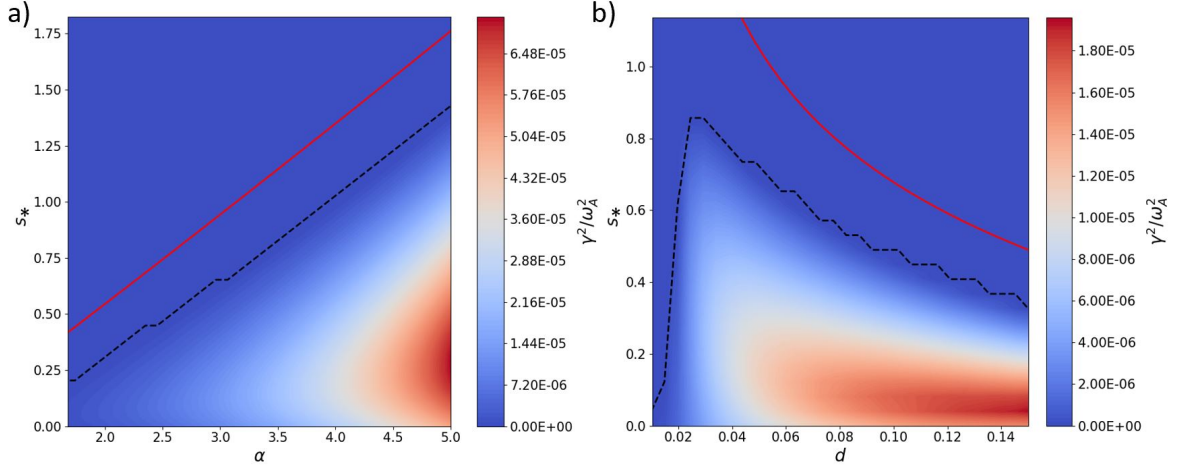 a)
1.75
1.50
1.25
1.00
0.75
0.50
0.25
0.00
s*
2.0 2.5 3.0 3.5 4.0 4.5 5.0
α
6.48E-05
5.76E-05
5.04E-05
4.32E-05
3.60E-05
2.88E-05
2.16E-05
1.44E-05
7.20E-06
0.00E+00
γ²/ω_A²
b)
1.0
0.8
0.6
0.4
0.2
0.0
s*
0.02 0.04 0.06 0.08 0.10 0.12 0.14
d
1.80E-05
1.60E-05
1.40E-05
1.20E-05
1.00E-05
8.00E-06
6.00E-06
4.00E-06
2.00E-06
0.00E+00
γ²/ω_A²